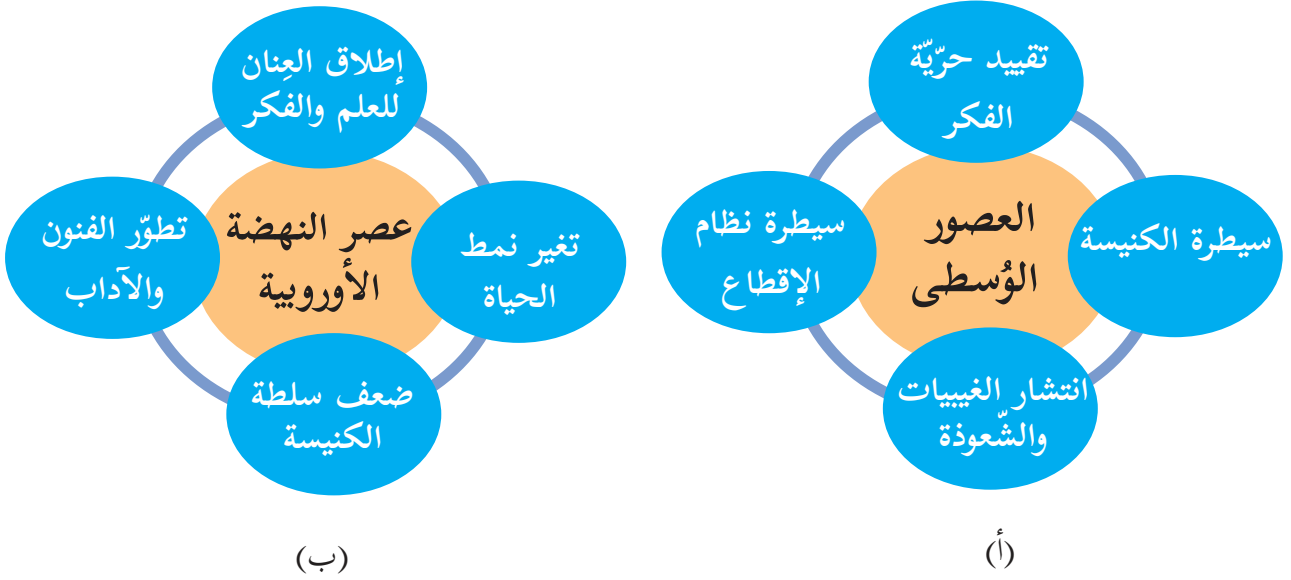 تقييد حرّيّة
الفكر
العصور
الوُسطى
سيطرة الكنيسة
سيطرة نظام
الإقطاع
انتشار الغيبيات
والشّعوذة
(أ)
إطلاق العِنان
للعلم والفكر
عصر النهضة
الأوروبية
تغير نمط
الحياة
تطوّر الفنون
والآداب
ضعف سلطة
الكنيسة
(ب)